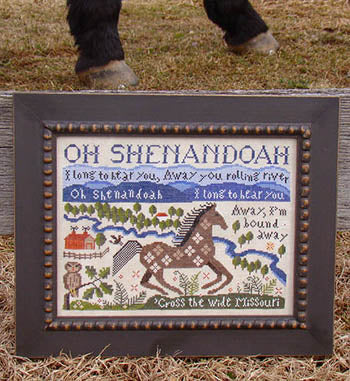 OH SHENANDOAH
I long to hear you, Away you rolling river
Oh Shenandoah I long to hear you
Away, I'm
bound
away
'Cross the wide Missouri